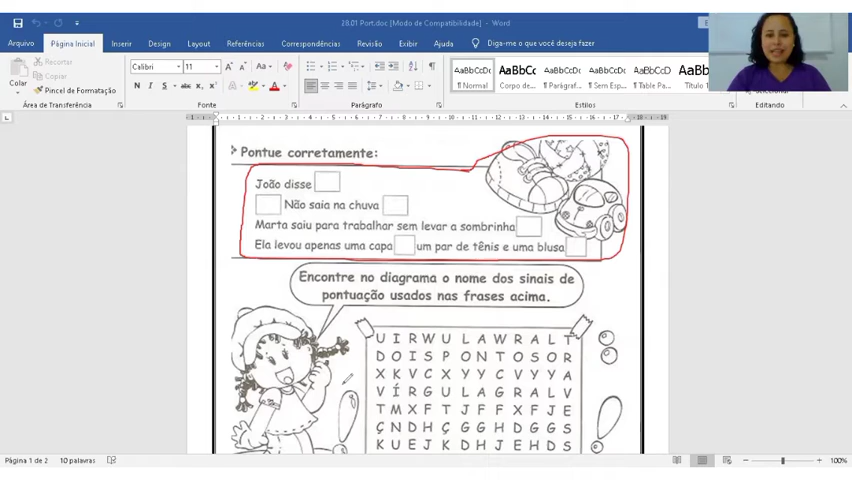 28.01 Port.doc [Modo de Compatibilidade] - Word
Arquivo Página Inicial Inserir Design Layout Referências Correspondências Revisão Exibir Ajuda Diga-me o que você deseja fazer
Colar
Recortar
Copiar
Pincel de Formatação
Calibri 11
N I S abc X₂ X²
AaBbCcDc AaBbC AaBbCcDc AaBbCcDc AaBbCcD AaBbCcDc
¶ Normal Corpo de... ¶ Parágraf... ¶ Sem Esp... ¶ Table Pa... Título 1
Área de Transferência Fonte Parágrafo Estilos Editando
Pontue corretamente:
João disse
Não saia na chuva
Marta saiu para trabalhar sem levar a sombrinha
Ela levou apenas uma capa um par de tênis e uma blusa
Encontre no diagrama o nome dos sinais de
pontuação usados nas frases acima.
U I R W U L A W R A L T
D O I S P O N T O S O R
X K V C X Y Y C V Y Y A
V Í R G U L A G R A L V
T M X F T J F F X F J E
Ç N D H Ç G G H D G G S
K U E J K D H J E H D S
Página 1 de 2 10 palavras 100%